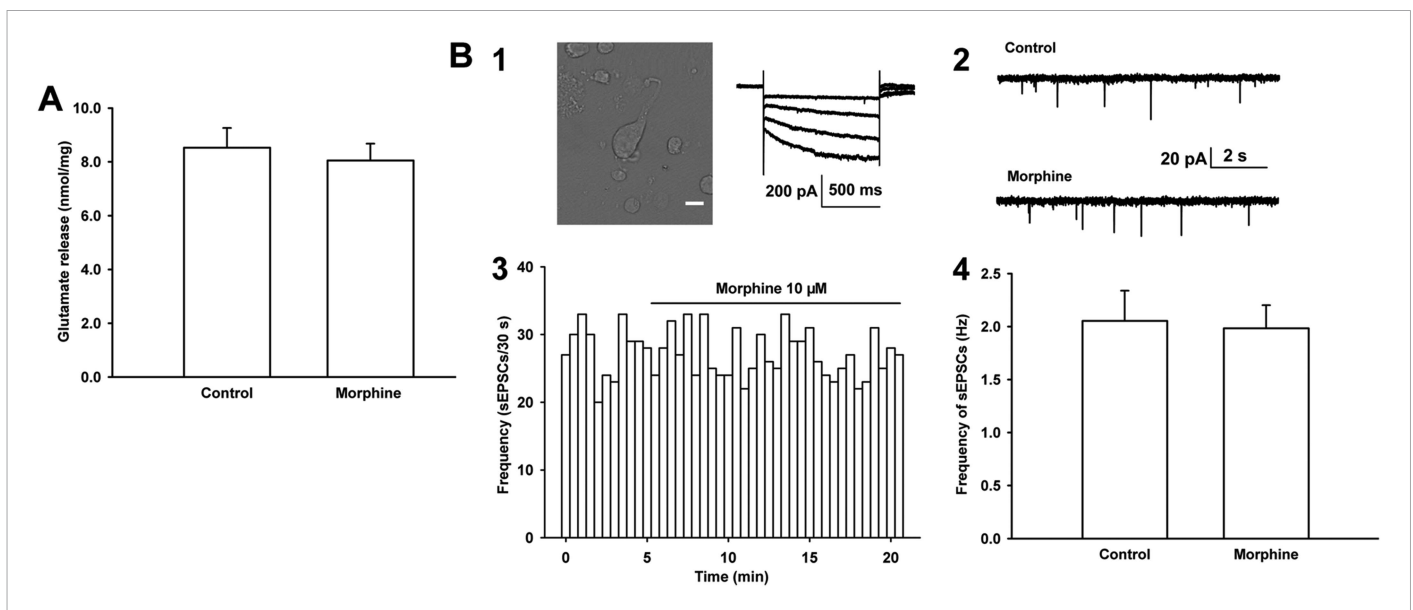 A
10.0
8.0
6.0
4.0
2.0
0.0
Glutamate release (nmol/mg)
Control
Morphine
B 1
200 pA
500 ms
2
Control
20 pA
2 s
Morphine
3
40
30
20
10
0
Frequency (sEPSCs/30 s)
Morphine 10 µM
0 5 10 15 20
Time (min)
4
2.5
2.0
1.5
1.0
0.5
0.0
Frequency of sEPSCs (Hz)
Control
Morphine